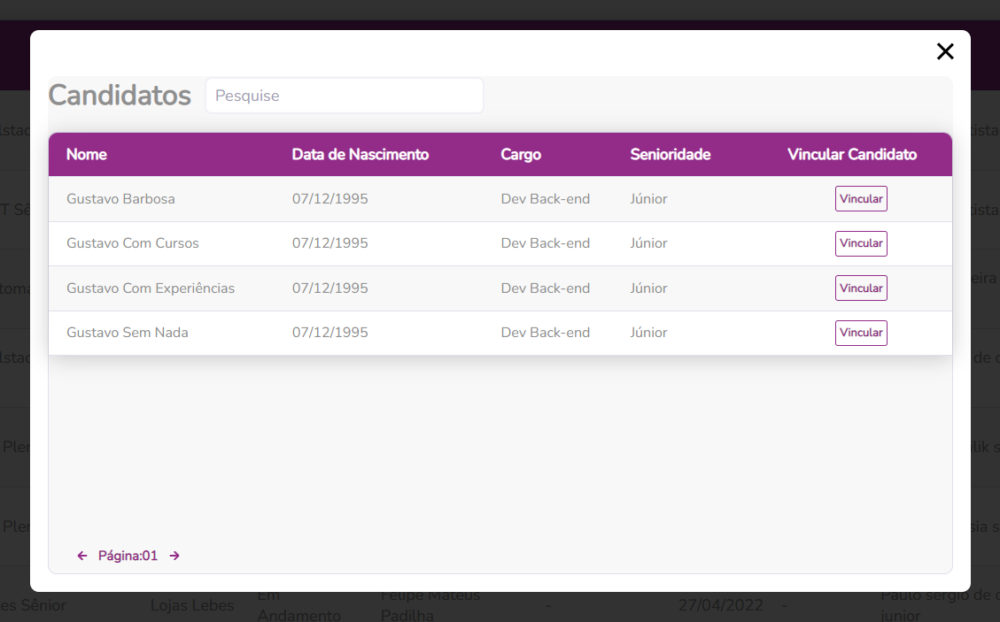 Candidatos Pesquise
Nome Data de Nascimento Cargo Senioridade Vincular Candidato
Gustavo Barbosa 07/12/1995 Dev Back-end Júnior Vincular
Gustavo Com Cursos 07/12/1995 Dev Back-end Júnior Vincular
Gustavo Com Experiências 07/12/1995 Dev Back-end Júnior Vincular
Gustavo Sem Nada 07/12/1995 Dev Back-end Júnior Vincular
Página:01
Em Felipe Mateus Paulo sergio de
es Sênior Lojas Lebes - 27/04/2022 -
Andamento Padilha junior